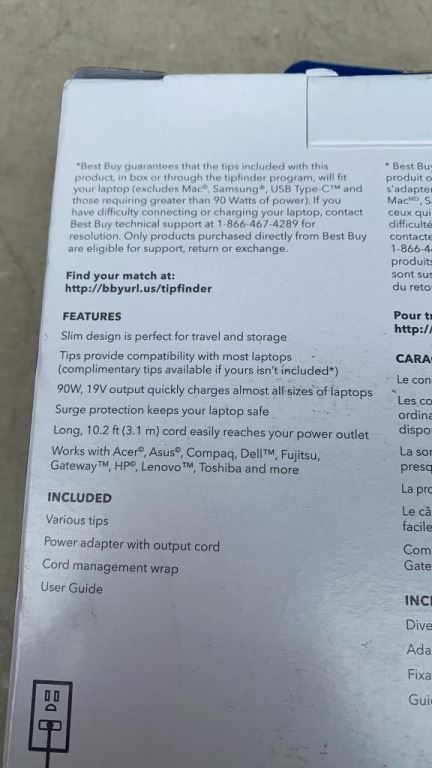 *Best Buy guarantees that the tips included with this
product, in box or through the tipfinder program, will fit
your laptop (excludes Mac©, Samsung®, USB Type-C™ and
those requiring greater than 90 Watts of power). If you
have difficulty connecting or charging your laptop, contact
Best Buy technical support at 1-866-467-4289 for
resolution. Only products purchased directly from Best Buy
are eligible for support, return or exchange.
Find your match at:
http://bbyurl.us/tipfinder
FEATURES
Slim design is perfect for travel and storage
Tips provide compatibility with most laptops
(complimentary tips available if yours isn't included*)
90W, 19V output quickly charges almost all sizes of laptops
Surge protection keeps your laptop safe
Long, 10.2 ft (3.1 m) cord easily reaches your power outlet
Works with Acer©, Asus©, Compaq, Dell™, Fujitsu,
Gateway™, HP©, Lenovo™, Toshiba and more
INCLUDED
Various tips
Power adapter with output cord
Cord management wrap
User Guide
* Best Buy
produit o
s'adapter
Mac
ceux qui
difficulté
contacte
1-866-4
produits
sont sus
du reto
Pour t
http:/
CARA
Le con
Les co
ordina
dispo
La sor
presq
La pro
Le câ
facile
Com
Gate
INC
Dive
Ada
Fixa
Gui